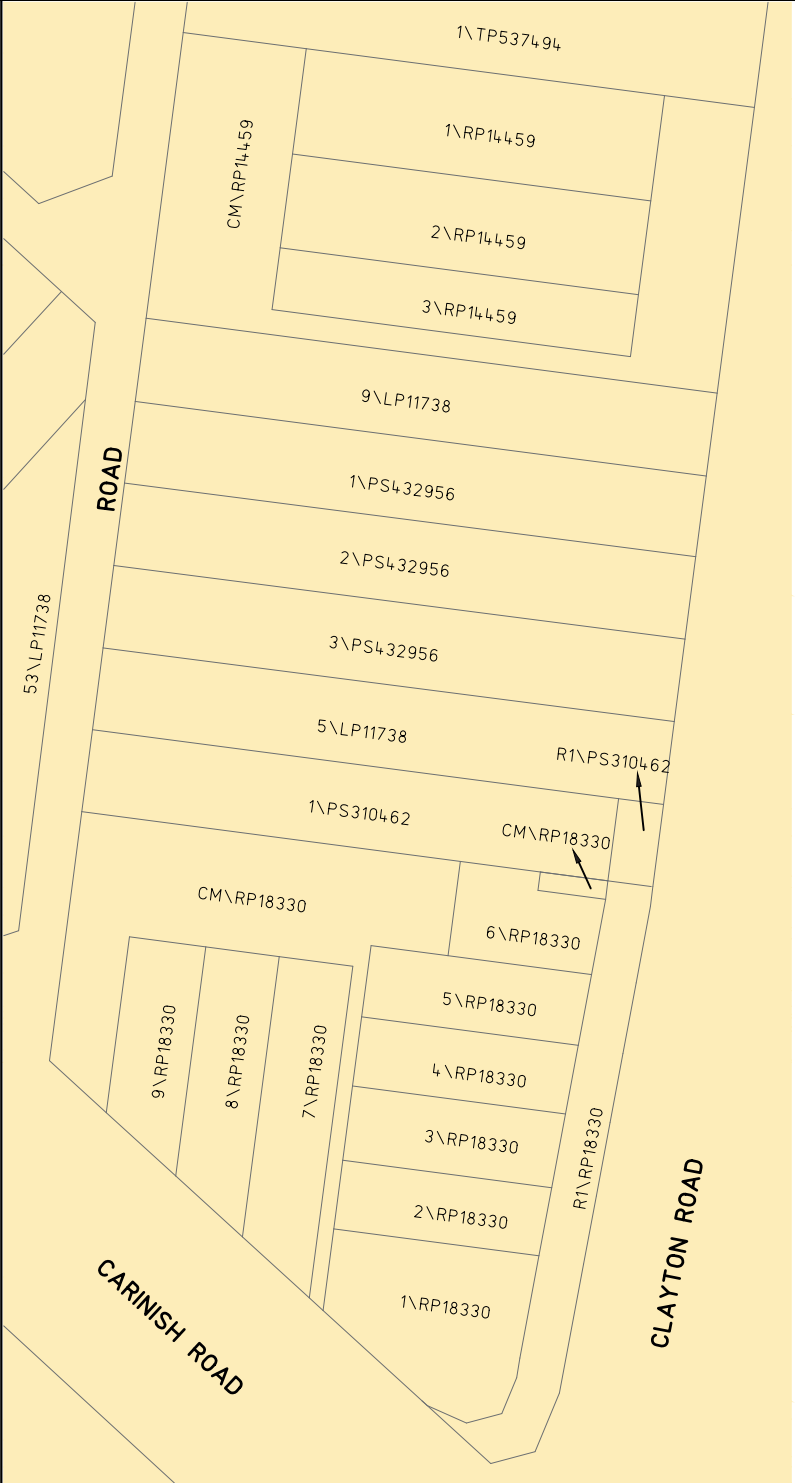 1\TP537494
1\RP14459
CM\RP14459
2\RP14459
3\RP14459
9\LP11738
ROAD
1\PS432956
2\PS432956
53\LP11738
3\PS432956
5\LP11738
R1\PS310462
1\PS310462
CM\RP18330
CM\RP18330
6\RP18330
5\RP18330
9\RP18330
8\RP18330
7\RP18330
4\RP18330
3\RP18330
R1\RP18330
2\RP18330
CLAYTON ROAD
1\RP18330
CARINISH ROAD